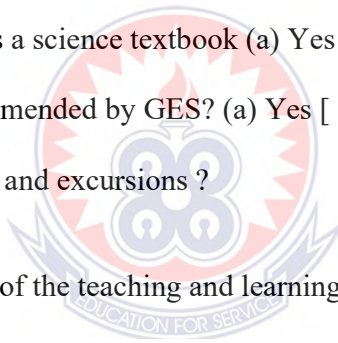 s a science textbook (a) Yes
mended by GES? (a) Yes [
and excursions ?
of the teaching and learning
EDUCATION FOR SERVICE